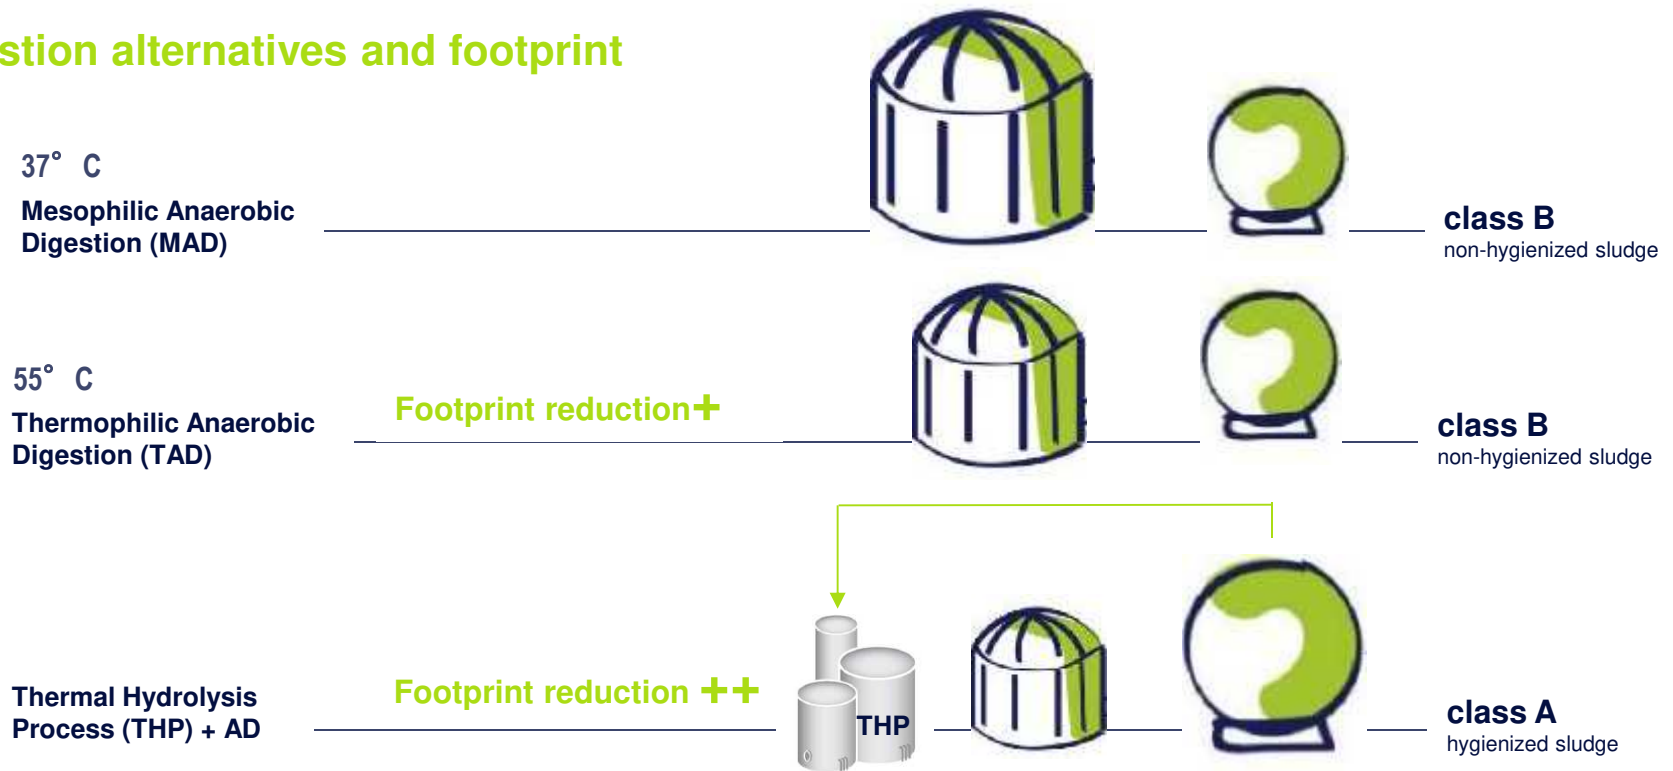 stion alternatives and footprint
37° C
Mesophilic Anaerobic
Digestion (MAD)
class B
non-hygienized sludge
55° C
Thermophilic Anaerobic
Digestion (TAD)
Footprint reduction+
class B
non-hygienized sludge
Thermal Hydrolysis
Process (THP) + AD
Footprint reduction ++
THP
class A
hygienized sludge